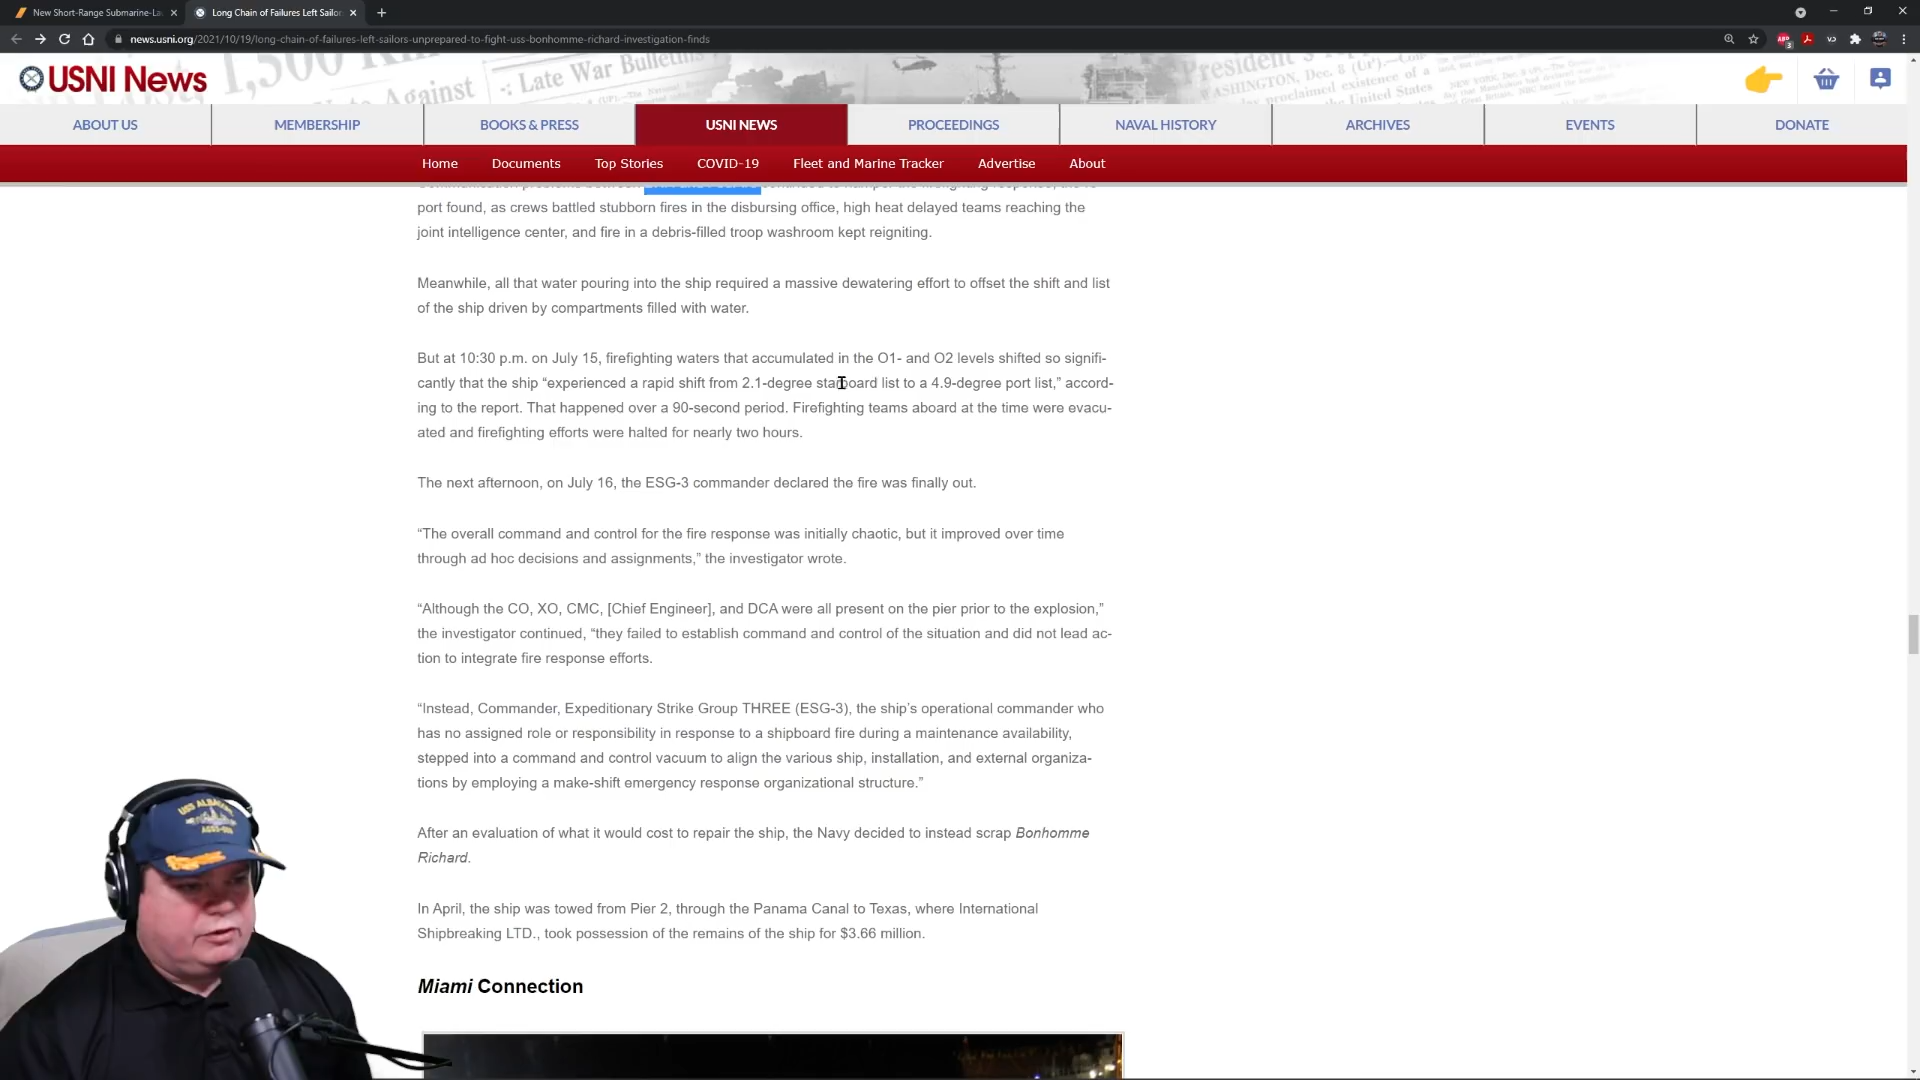 New Short-Range Submarine-La
Long Chain of Failures Left Sailor
news.usni.org/2021/10/19/long-chain-of-failures-left-sailors-unprepared-to-fight-uss-bonhomme-richard-investigation-finds
USNI News
Late War Bulletins
Against
President's
WASHINGTON, Dec. 8
ABOUT US
MEMBERSHIP
BOOKS & PRESS
USNI NEWS
PROCEEDINGS
NAVAL HISTORY
ARCHIVES
EVENTS
DONATE
Home
Documents
Top Stories
COVID-19
Fleet and Marine Tracker
Advertise
About
port found, as crews battled stubborn fires in the disbursing office, high heat delayed teams reaching the
joint intelligence center, and fire in a debris-filled troop washroom kept reigniting.
Meanwhile, all that water pouring into the ship required a massive dewatering effort to offset the shift and list
of the ship driven by compartments filled with water.
But at 10:30 p.m. on July 15, firefighting waters that accumulated in the O1- and O2 levels shifted so signifi-
cantly that the ship “experienced a rapid shift from 2.1-degree starboard list to a 4.9-degree port list,” accord-
ing to the report. That happened over a 90-second period. Firefighting teams aboard at the time were evacu-
ated and firefighting efforts were halted for nearly two hours.
The next afternoon, on July 16, the ESG-3 commander declared the fire was finally out.
“The overall command and control for the fire response was initially chaotic, but it improved over time
through ad hoc decisions and assignments,” the investigator wrote.
“Although the CO, XO, CMC, [Chief Engineer], and DCA were all present on the pier prior to the explosion,”
the investigator continued, “they failed to establish command and control of the situation and did not lead ac-
tion to integrate fire response efforts.
“Instead, Commander, Expeditionary Strike Group THREE (ESG-3), the ship’s operational commander who
has no assigned role or responsibility in response to a shipboard fire during a maintenance availability,
stepped into a command and control vacuum to align the various ship, installation, and external organiza-
tions by employing a make-shift emergency response organizational structure.”
After an evaluation of what it would cost to repair the ship, the Navy decided to instead scrap Bonhomme
Richard.
In April, the ship was towed from Pier 2, through the Panama Canal to Texas, where International
Shipbreaking LTD., took possession of the remains of the ship for $3.66 million.
Miami Connection